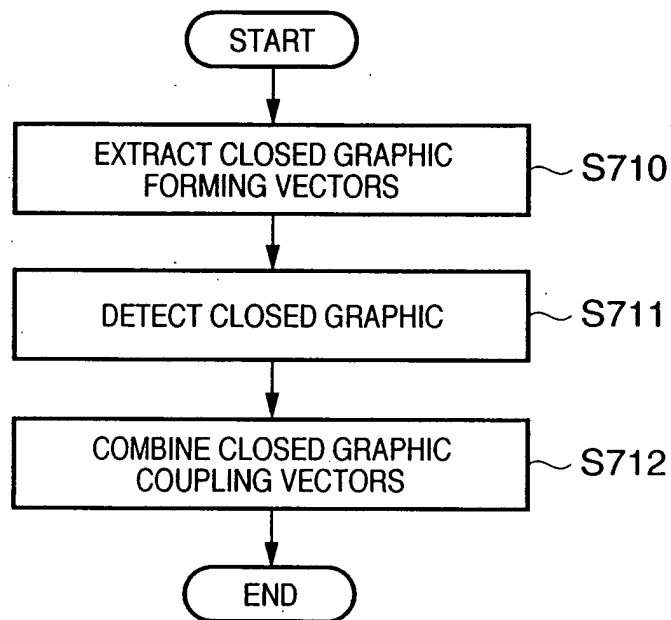 START
EXTRACT CLOSED GRAPHIC
FORMING VECTORS
S710
DETECT CLOSED GRAPHIC
S711
COMBINE CLOSED GRAPHIC
COUPLING VECTORS
S712
END